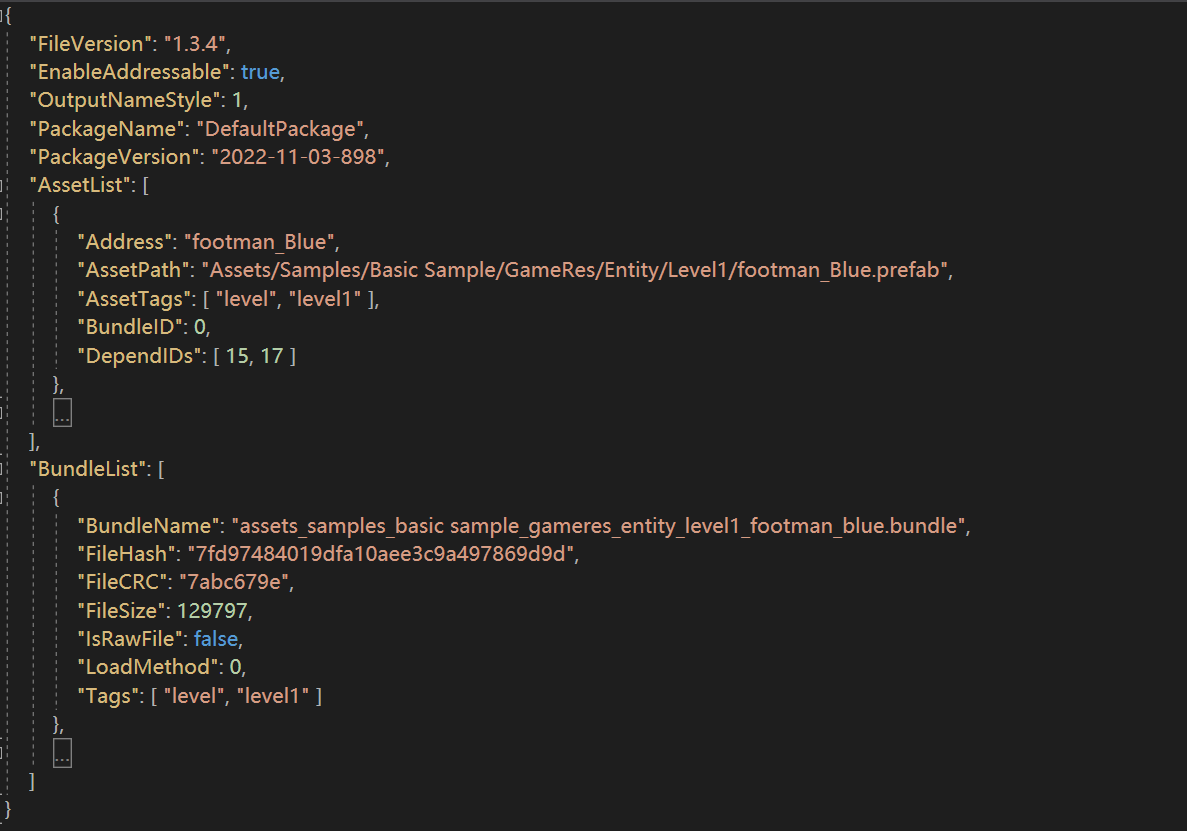 {
"FileVersion": "1.3.4",
"EnableAddressable": true,
"OutputNameStyle": 1,
"PackageName": "DefaultPackage",
"PackageVersion": "2022-11-03-898",
"AssetList": [
{
"Address": "footman_Blue",
"AssetPath": "Assets/Samples/Basic Sample/GameRes/Entity/Level1/footman_Blue.prefab",
"AssetTags": [ "level", "level1" ],
"BundleID": 0,
"DependIDs": [ 15, 17 ]
},
...
],
"BundleList": [
{
"BundleName": "assets_samples_basic sample_gameres_entity_level1_footman_blue.bundle",
"FileHash": "7fd97484019dfa10aee3c9a497869d9d",
"FileCRC": "7abc679e",
"FileSize": 129797,
"IsRawFile": false,
"LoadMethod": 0,
"Tags": [ "level", "level1" ]
},
...
]
}